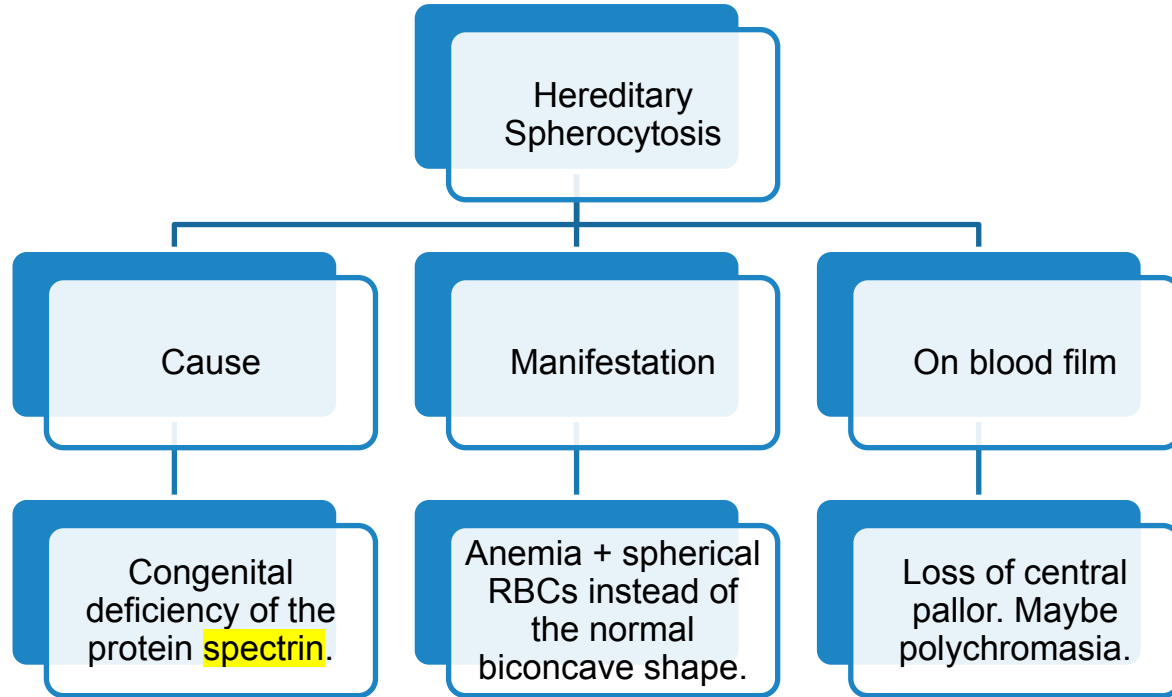 Hereditary
Spherocytosis
Cause
Manifestation
On blood film
Congenital
deficiency of the
protein spectrin.
Anemia + spherical
RBCs instead of
the normal
biconcave shape.
Loss of central
pallor. Maybe
polychromasia.